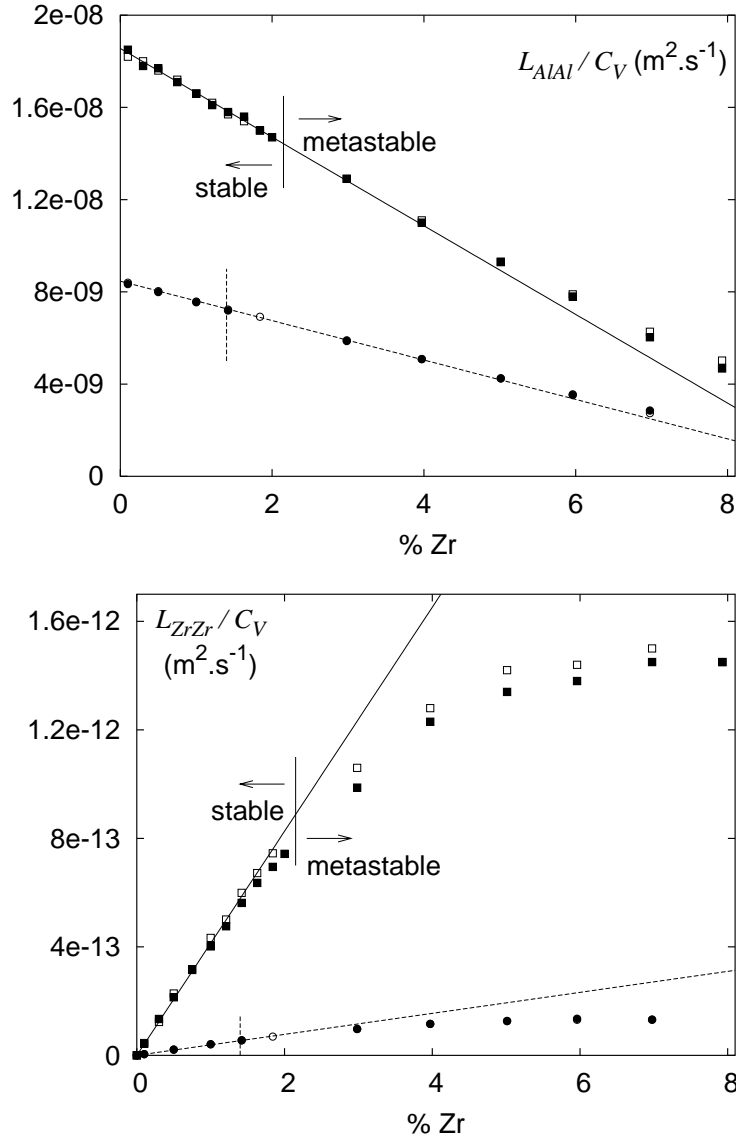 2e-08
L_AlAl / C_V (m².s⁻¹)
1.6e-08
metastable
stable
1.2e-08
8e-09
4e-09
0
0 2 4 6 8
% Zr
1.6e-12
L_ZrZr / C_V
(m².s⁻¹)
1.2e-12
stable
8e-13
metastable
4e-13
0
0 2 4 6 8
% Zr